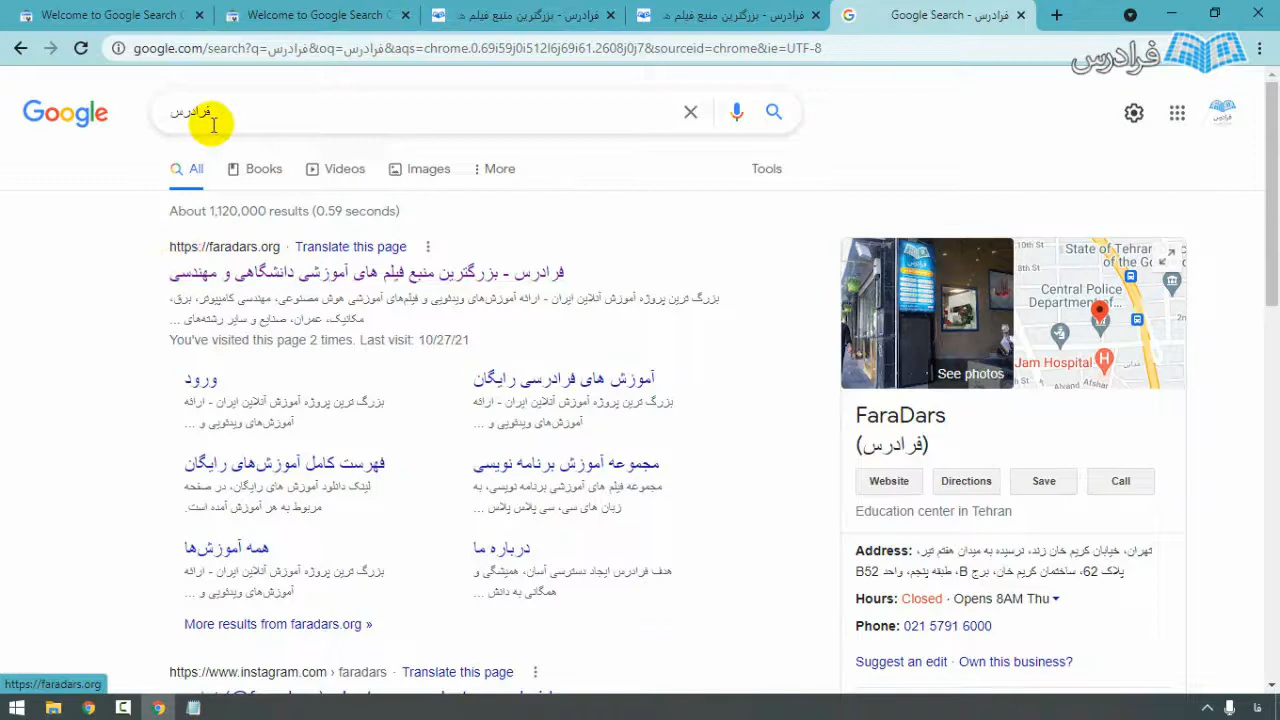 Welcome to Search C
Welcome to Search C
فرادرس - بزرگترین منبع فیلم ه
فرادرس - بزرگترین منبع فیلم ه
فرادرس - Google Search
google.com/search?q=فرادرس&oq=فرادرس&aqs=chrome.0.69i59j0i512l6j69i61.2608j0j7&sourceid=chrome&ie=UTF-8
فرادرس
Google
فرادرس
فرادرس
All
Books
Videos
Images
More
Tools
About 1,120,000 results (0.59 seconds)
https://faradars.org · Translate this page
فرادرس - بزرگترین منبع فیلم های آموزشی دانشگاهی و مهندسی
بزرگ ترین پروژه آموزش آنلاین ایران - ارائه آموزش‌های ویدئویی و فیلم‌های آموزشی هوش مصنوعی، مهندسی کامپیوتر، برق،
مکانیک، عمران، صنایع و سایر رشته‌های ...
You've visited this page 2 times. Last visit: 10/27/21
ورود
بزرگ ترین پروژه آموزش آنلاین ایران - ارائه
آموزش‌های ویدئویی و ...
آموزش های فرادرسی رایگان
بزرگ ترین پروژه آموزش آنلاین ایران - ارائه
آموزش‌های ویدئویی و ...
فهرست کامل آموزش‌های رایگان
لینک دانلود آموزش های رایگان، در صفحه
مربوط به هر آموزش آمده است.
مجموعه آموزش برنامه نویسی
مجموعه فیلم های آموزشی برنامه نویسی، به
زبان های سی، سی پلاس پلاس ...
همه آموزش‌ها
بزرگ ترین پروژه آموزش آنلاین ایران - ارائه
آموزش‌های ویدئویی و ...
درباره ما
هدف فرادرس ایجاد دسترسی آسان، همیشگی و
همگانی به دانش ...
More results from faradars.org »
https://www.instagram.com › faradars · Translate this page
See photos
10th St
8th St
State of Tehran
of the Go
Central Police
Department of...
Jam Hospital
Alvand
Afshar
FaraDars
(فرادرس)
Website
Directions
Save
Call
Education center in Tehran
Address: تهران، خیابان کریم خان زند، نرسیده به میدان هفتم تیر،
پلاک 62، ساختمان کریم خان، برج B، طبقه پنجم، واحد B52
Hours: Closed · Opens 8AM Thu
Phone: 021 5791 6000
Suggest an edit · Own this business?
https://faradars.org
فا